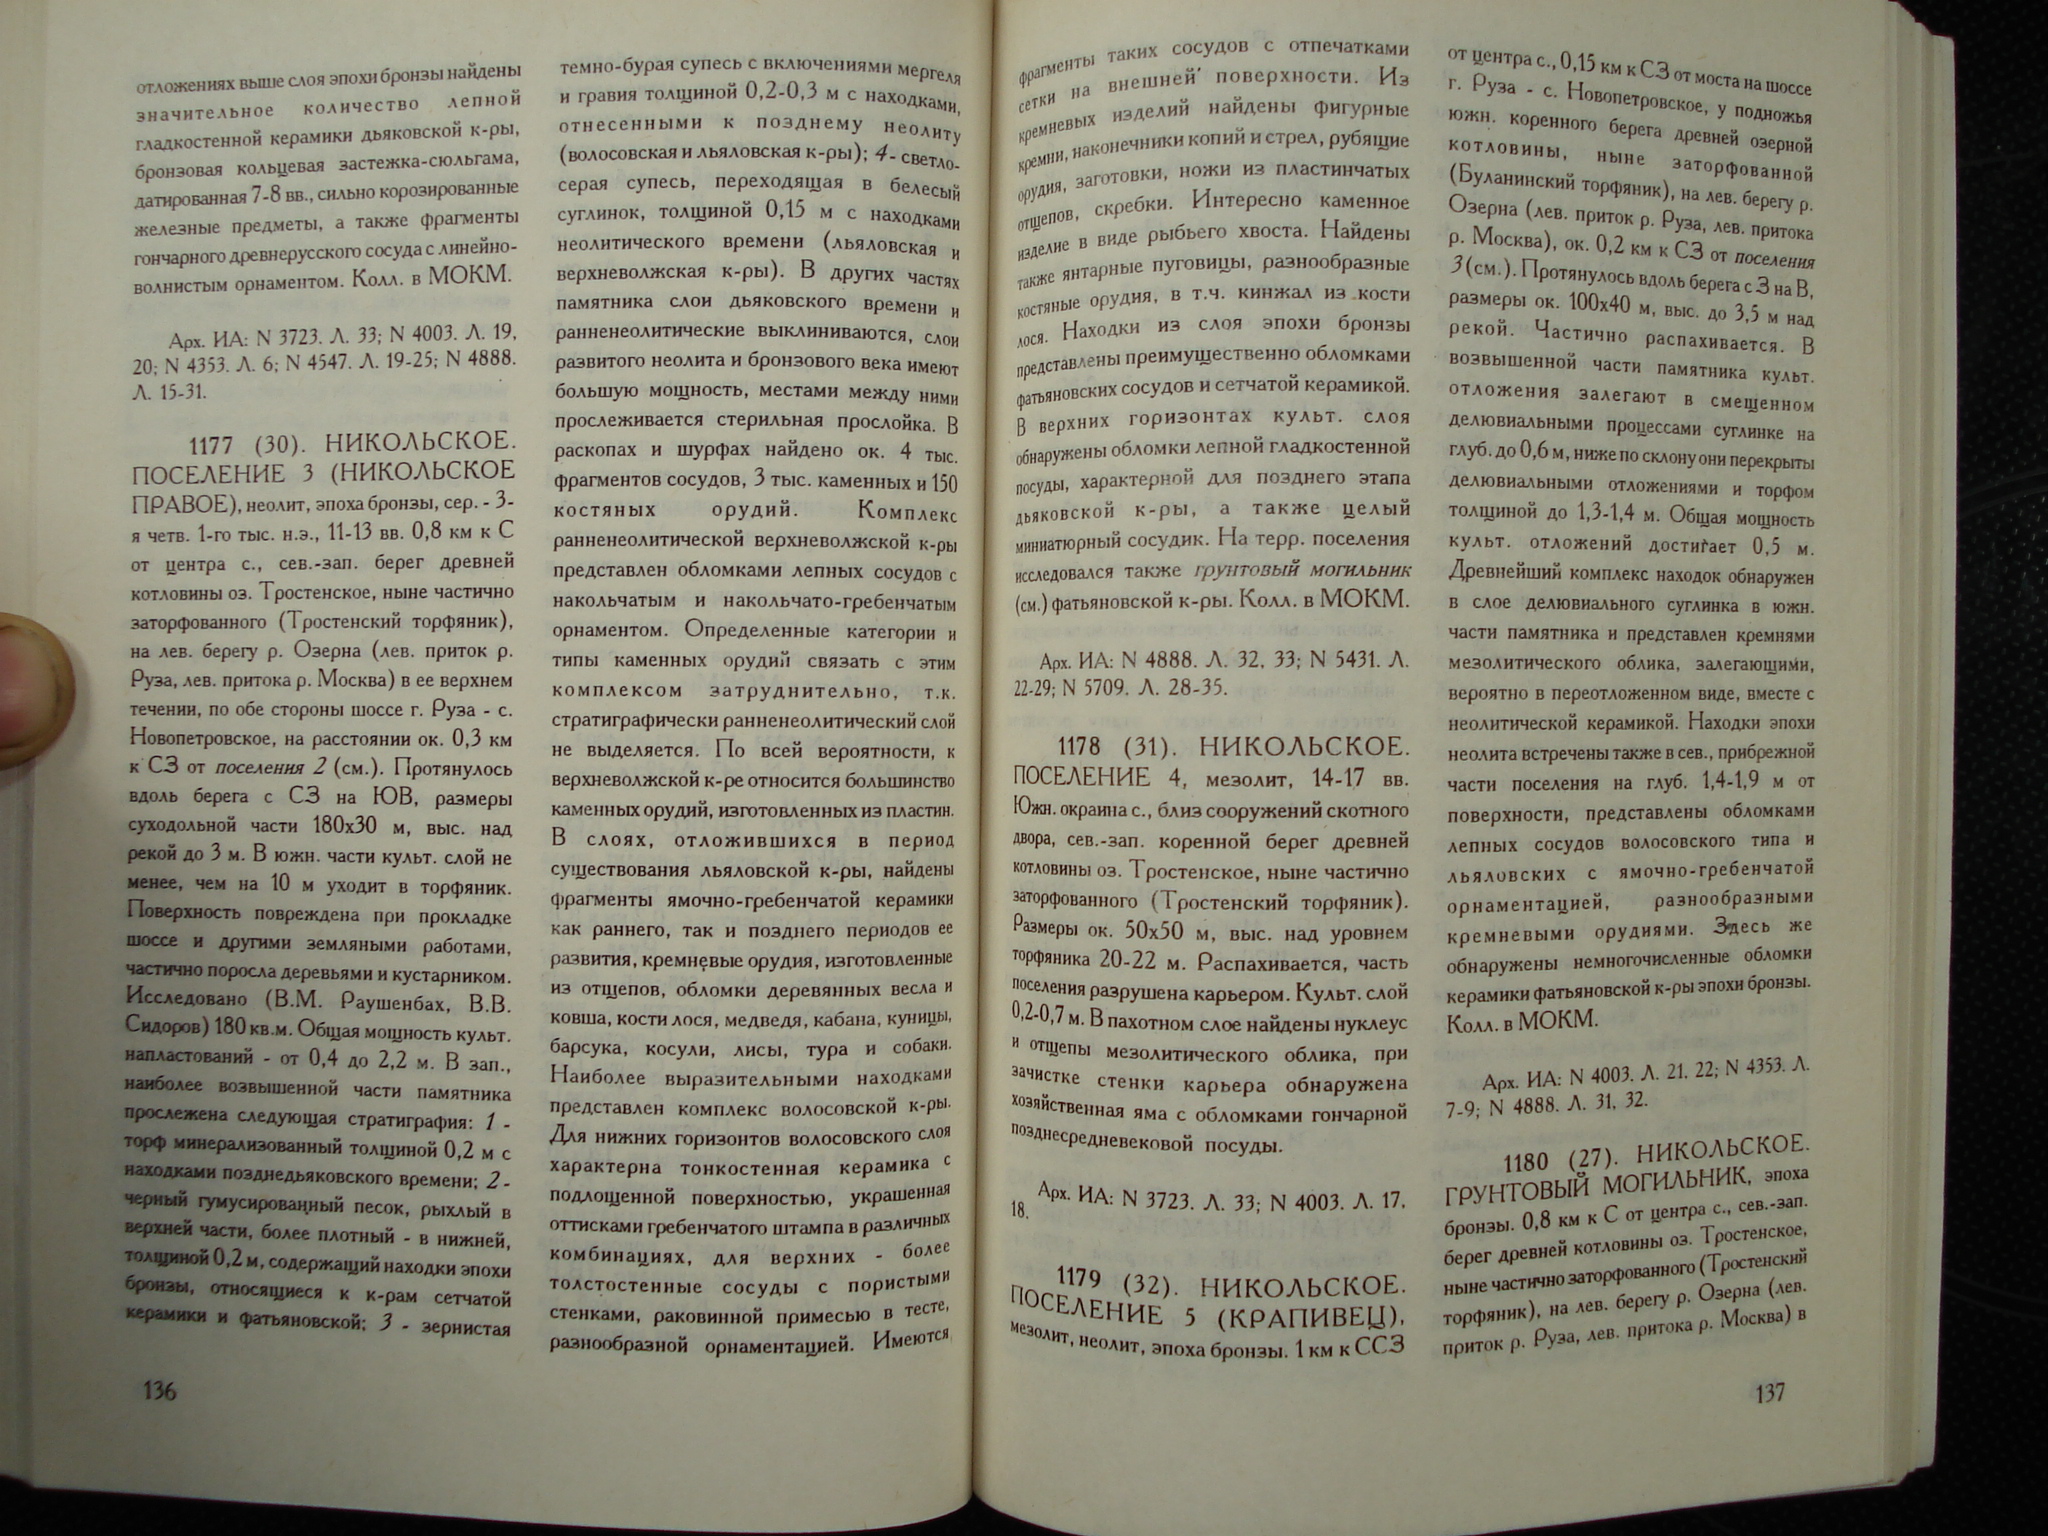 отложениях выше слоя эпохи бронзы найдены
значительное количество лепной
гладкостенной керамики дьяковской к-ры,
бронзовая кольцевая застежка-сюльгама,
датированная 7-8 вв., сильно корозированные
железные предметы, а также фрагменты
гончарного древнерусского сосуда с линейно-
волнистым орнаментом. Колл. в МОКМ.
Арх. ИА: N 3723. Л. 33; N 4003. Л. 19,
20; N 4353. Л. 6; N 4547. Л. 19-25; N 4888.
Л. 15-31.
1177 (30). НИКОЛЬСКОЕ.
ПОСЕЛЕНИЕ 3 (НИКОЛЬСКОЕ
ПРАВОЕ), неолит, эпоха бронзы, сер. - 3-
я четв. 1-го тыс. н.э., 11-13 вв. 0,8 км к С
от центра с., сев.-зап. берег древней
котловины оз. Тростенское, ныне частично
заторфованного (Тростенский торфяник),
на лев. берегу р. Озерна (лев. приток р.
Руза, лев. притока р. Москва) в ее верхнем
течении, по обе стороны шоссе г. Руза - с.
Новопетровское, на расстоянии ок. 0,3 км
к СЗ от поселения 2 (см.). Протянулось
вдоль берега с СЗ на ЮВ, размеры
суходольной части 180х30 м, выс. над
рекой до 3 м. В южн. части культ. слой не
менее, чем на 10 м уходит в торфяник.
Поверхность повреждена при прокладке
шоссе и другими земляными работами,
частично поросла деревьями и кустарником.
Исследовано (В.М. Раушенбах, В.В.
Сидоров) 180 кв.м. Общая мощность культ.
напластований - от 0,4 до 2,2 м. В зап.,
наиболее возвышенной части памятника
прослежена следующая стратиграфия: 1 -
торф минерализованный толщиной 0,2 м с
находками позднедьяковского времени; 2 -
черный гумусированный песок, рыхлый в
верхней части, более плотный - в нижней,
толщиной 0,2 м, содержащий находки эпохи
бронзы, относящиеся к к-рам сетчатой
керамики и фатьяновской; 3 - зернистая
136
темно-бурая супесь с включениями мергеля
и гравия толщиной 0,2-0,3 м с находками,
отнесенными к позднему неолиту
(волосовская и льяловская к-ры); 4 - светло-
серая супесь, переходящая в белесый
суглинок, толщиной 0,15 м с находками
неолитического времени (льяловская и
верхневолжская к-ры). В других частях
памятника слои дьяковского времени и
ранненеолитические выклиниваются, слои
развитого неолита и бронзового века имеют
большую мощность, местами между ними
прослеживается стерильная прослойка. В
раскопах и шурфах найдено ок. 4 тыс.
фрагментов сосудов, 3 тыс. каменных и 150
костяных орудий. Комплекс
ранненеолитической верхневолжской к-ры
представлен обломками лепных сосудов с
накольчатым и накольчато-гребенчатым
орнаментом. Определенные категории и
типы каменных орудий связать с этим
комплексом затруднительно, т.к.
стратиграфически ранненеолитический слой
не выделяется. По всей вероятности, к
верхневолжской к-ре относится большинство
каменных орудий, изготовленных из пластин.
В слоях, отложившихся в период
существования льяловской к-ры, найдены
фрагменты ямочно-гребенчатой керамики
как раннего, так и позднего периодов ее
развития, кремневые орудия, изготовленные
из отщепов, обломки деревянных весла и
ковша, кости лося, медведя, кабана, куницы,
барсука, косули, лисы, тура и собаки.
Наиболее выразительными находками
представлен комплекс волосовской к-ры.
Для нижних горизонтов волосовского слоя
характерна тонкостенная керамика с
подлощенной поверхностью, украшенная
оттисками гребенчатого штампа в различных
комбинациях, для верхних - более
толстостенные сосуды с пористыми
стенками, раковинной примесью в тесте,
разнообразной орнаментацией. Имеются
фрагменты таких сосудов с отпечатками
сетки на внешней поверхности. Из
кремневых изделий найдены фигурные
кремни, наконечники копий и стрел, рубящие
орудия, заготовки, ножи из пластинчатых
отщепов, скребки. Интересно каменное
изделие в виде рыбьего хвоста. Найдены
также янтарные пуговицы, разнообразные
костяные орудия, в т.ч. кинжал из кости
лося. Находки из слоя эпохи бронзы
представлены преимущественно обломками
фатьяновских сосудов и сетчатой керамикой.
В верхних горизонтах культ. слоя
обнаружены обломки лепной гладкостенной
посуды, характерной для позднего этапа
дьяковской к-ры, а также целый
миниатюрный сосудик. На терр. поселения
исследовался также грунтовый могильник
(см.) фатьяновской к-ры. Колл. в МОКМ.
Арх. ИА: N 4888. Л. 32, 33; N 5431. Л.
22-29; N 5709. Л. 28-35.
1178 (31). НИКОЛЬСКОЕ.
ПОСЕЛЕНИЕ 4, мезолит, 14-17 вв.
Южн. окраина с., близ сооружений скотного
двора, сев.-зап. коренной берег древней
котловины оз. Тростенское, ныне частично
заторфованного (Тростенский торфяник).
Размеры ок. 50х50 м, выс. над уровнем
торфяника 20-22 м. Распахивается, часть
поселения разрушена карьером. Культ. слой
0,2-0,7 м. В пахотном слое найдены нуклеус
и отщепы мезолитического облика, при
зачистке стенки карьера обнаружена
хозяйственная яма с обломками гончарной
позднесредневековой посуды.
Арх. ИА: N 3723. Л. 33; N 4003. Л. 17,
18.
1179 (32). НИКОЛЬСКОЕ.
ПОСЕЛЕНИЕ 5 (КРАПИВЕЦ),
мезолит, неолит, эпоха бронзы. 1 км к ССЗ
от центра с., 0,15 км к СЗ от моста на шоссе
г. Руза - с. Новопетровское, у подножья
южн. коренного берега древней озерной
котловины, ныне заторфованной
(Буланинский торфяник), на лев. берегу р.
Озерна (лев. приток р. Руза, лев. притока
р. Москва), ок. 0,2 км к СЗ от поселения
3 (см.). Протянулось вдоль берега с З на В,
размеры ок. 100х40 м, выс. до 3,5 м над
рекой. Частично распахивается. В
возвышенной части памятника культ.
отложения залегают в смещенном
делювиальными процессами суглинке на
глуб. до 0,6 м, ниже по склону они перекрыты
делювиальными отложениями и торфом
толщиной до 1,3-1,4 м. Общая мощность
культ. отложений достигает 0,5 м.
Древнейший комплекс находок обнаружен
в слое делювиального суглинка в южн.
части памятника и представлен кремнями
мезолитического облика, залегающими,
вероятно в переотложенном виде, вместе с
неолитической керамикой. Находки эпохи
неолита встречены также в сев., прибрежной
части поселения на глуб. 1,4-1,9 м от
поверхности, представлены обломками
лепных сосудов волосовского типа и
льяловских с ямочно-гребенчатой
орнаментацией, разнообразными
кремневыми орудиями. Здесь же
обнаружены немногочисленные обломки
керамики фатьяновской к-ры эпохи бронзы.
Колл. в МОКМ.
Арх. ИА: N 4003. Л. 21, 22; N 4353. Л.
7-9; N 4888. Л. 31, 32.
1180 (27). НИКОЛЬСКОЕ.
ГРУНТОВЫЙ МОГИЛЬНИК, эпоха
бронзы. 0,8 км к С от центра с., сев.-зап.
берег древней котловины оз. Тростенское,
ныне частично заторфованного (Тростенский
торфяник), на лев. берегу р. Озерна (лев.
приток р. Руза, лев. притока р. Москва) в
137